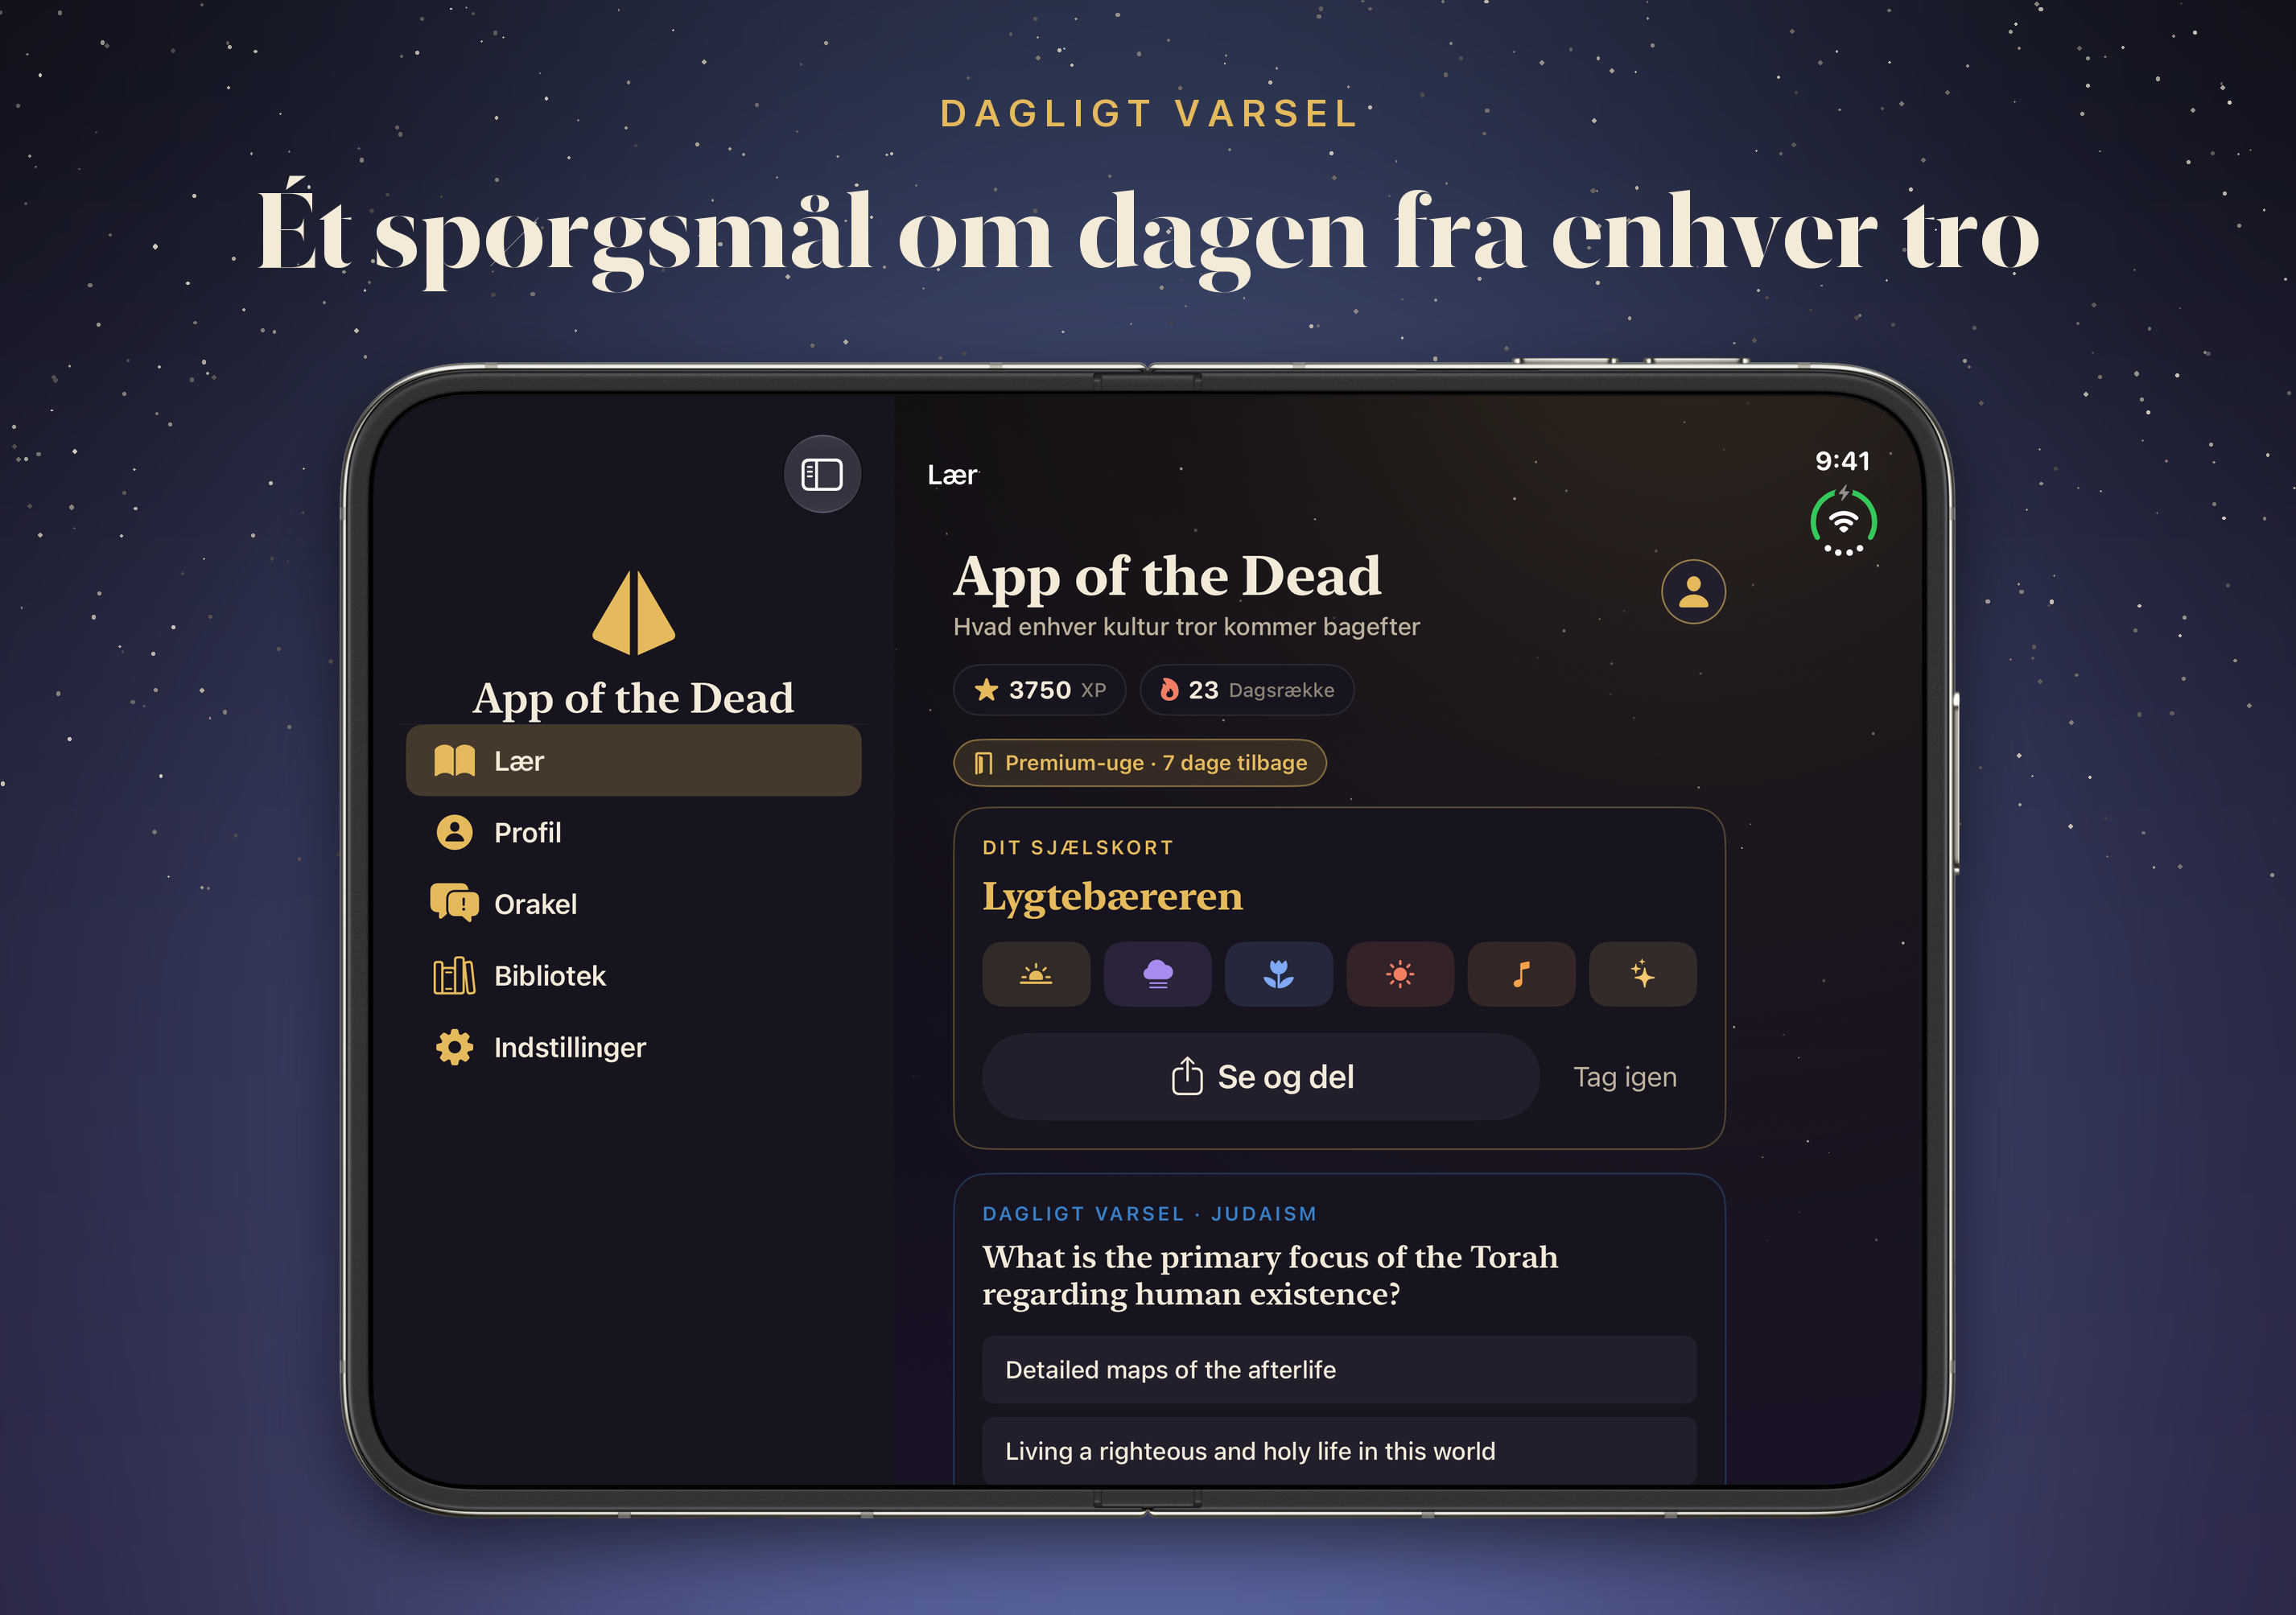 DAGLIGT VARSEL
Ét spørgsmål om dagen fra enhver tro
Lær
9:41
App of the Dead
Lær
Profil
Orakel
Bibliotek
Indstillinger
App of the Dead
Hvad enhver kultur tror kommer bagefter
3750 XP
23 Dagsrække
Premium-uge · 7 dage tilbage
DIT SJÆLSKORT
Lygtebæreren
Se og del
Tag igen
DAGLIGT VARSEL · JUDAISM
What is the primary focus of the Torah
regarding human existence?
Detailed maps of the afterlife
Living a righteous and holy life in this world